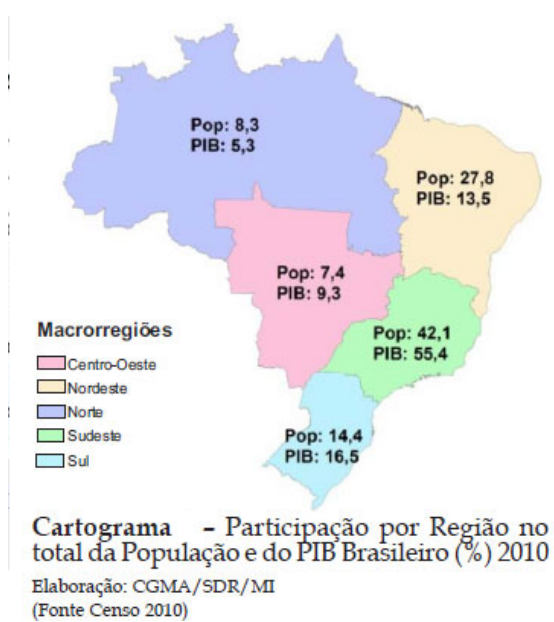 Pop: 8,3
PIB: 5,3
Pop: 27,8
PIB: 13,5
Pop: 7,4
PIB: 9,3
Pop: 42,1
PIB: 55,4
Pop: 14,4
PIB: 16,5
Macrorregiões
Centro-Oeste
Nordeste
Norte
Sudeste
Sul
Cartograma – Participação por Região no
total da População e do PIB Brasileiro (%) 2010
Elaboração: CGMA/SDR/MI
(Fonte Censo 2010)